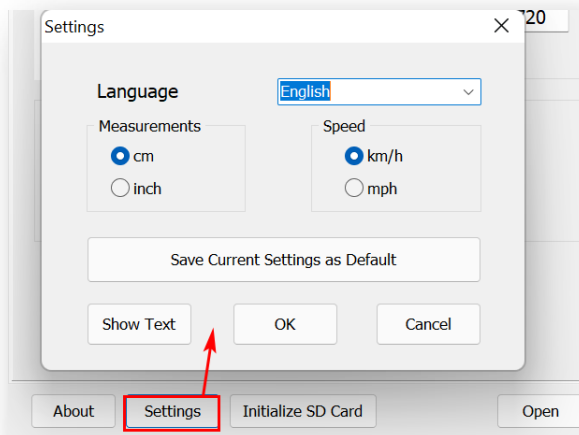 Settings
720
Language
English
Measurements
Speed
cm
km/h
inch
mph
Save Current Settings as Default
Show Text
OK
Cancel
About
Settings
Initialize SD Card
Open